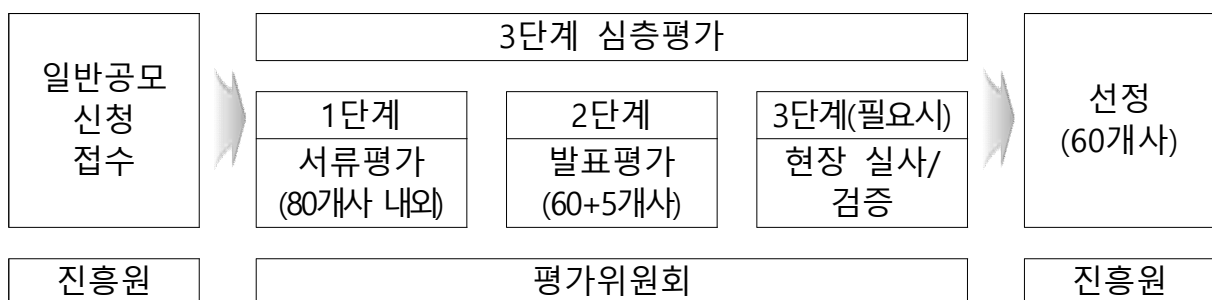 일반공모
신청
접수
3단계 심층평가
1단계
서류평가
(80개사 내외)
2단계
발표평가
(60+5개사)
3단계(필요시)
현장 실사/
검증
선정
(60개사)
진흥원
평가위원회
진흥원